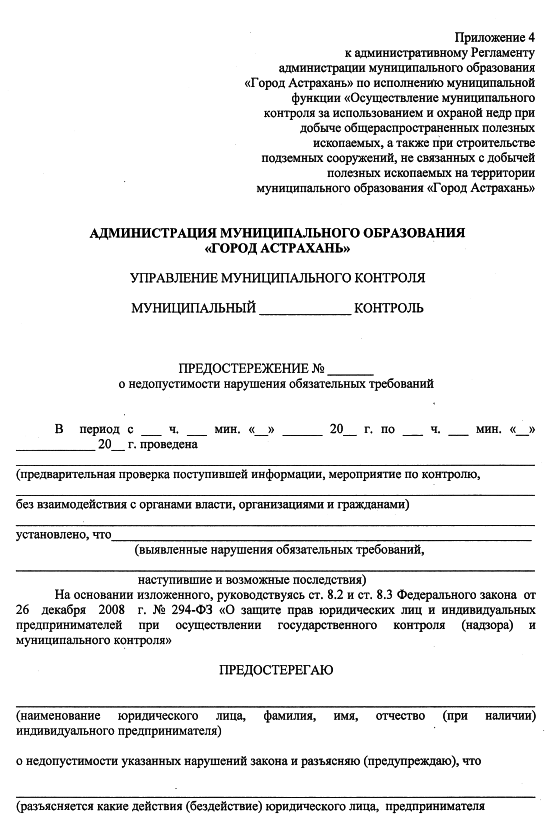 Приложение 4
к административному Регламенту
администрации муниципального образования
«Город Астрахань» по исполнению муниципальной
функции «Осуществление муниципального
контроля за использованием и охраной недр при
добыче общераспространенных полезных
ископаемых, а также при строительстве
подземных сооружений, не связанных с добычей
полезных ископаемых на территории
муниципального образования «Город Астрахань»
АДМИНИСТРАЦИЯ МУНИЦИПАЛЬНОГО ОБРАЗОВАНИЯ
«ГОРОД АСТРАХАНЬ»
УПРАВЛЕНИЕ МУНИЦИПАЛЬНОГО КОНТРОЛЯ
МУНИЦИПАЛЬНЫЙ ______________ КОНТРОЛЬ
ПРЕДОСТЕРЕЖЕНИЕ № _______
о недопустимости нарушения обязательных требований
В период с ___ ч. ___ мин. «__» ______ 20__ г. по ___ ч. ___ мин. «__»
____________ 20__ г. проведена
(предварительная проверка поступившей информации, мероприятие по контролю,
без взаимодействия с органами власти, организациями и гражданами)
установлено, что____________________
(выявленные нарушения обязательных требований,
наступившие и возможные последствия)
На основании изложенного, руководствуясь ст. 8.2 и ст. 8.3 Федерального закона от
26 декабря 2008 г. № 294-ФЗ «О защите прав юридических лиц и индивидуальных
предпринимателей при осуществлении государственного контроля (надзора) и
муниципального контроля»
ПРЕДОСТЕРЕГАЮ
(наименование юридического лица, фамилия, имя, отчество (при наличии)
индивидуального предпринимателя)
о недопустимости указанных нарушений закона и разъясняю (предупреждаю), что
(разъясняется какие действия (бездействие) юридического лица, предпринимателя